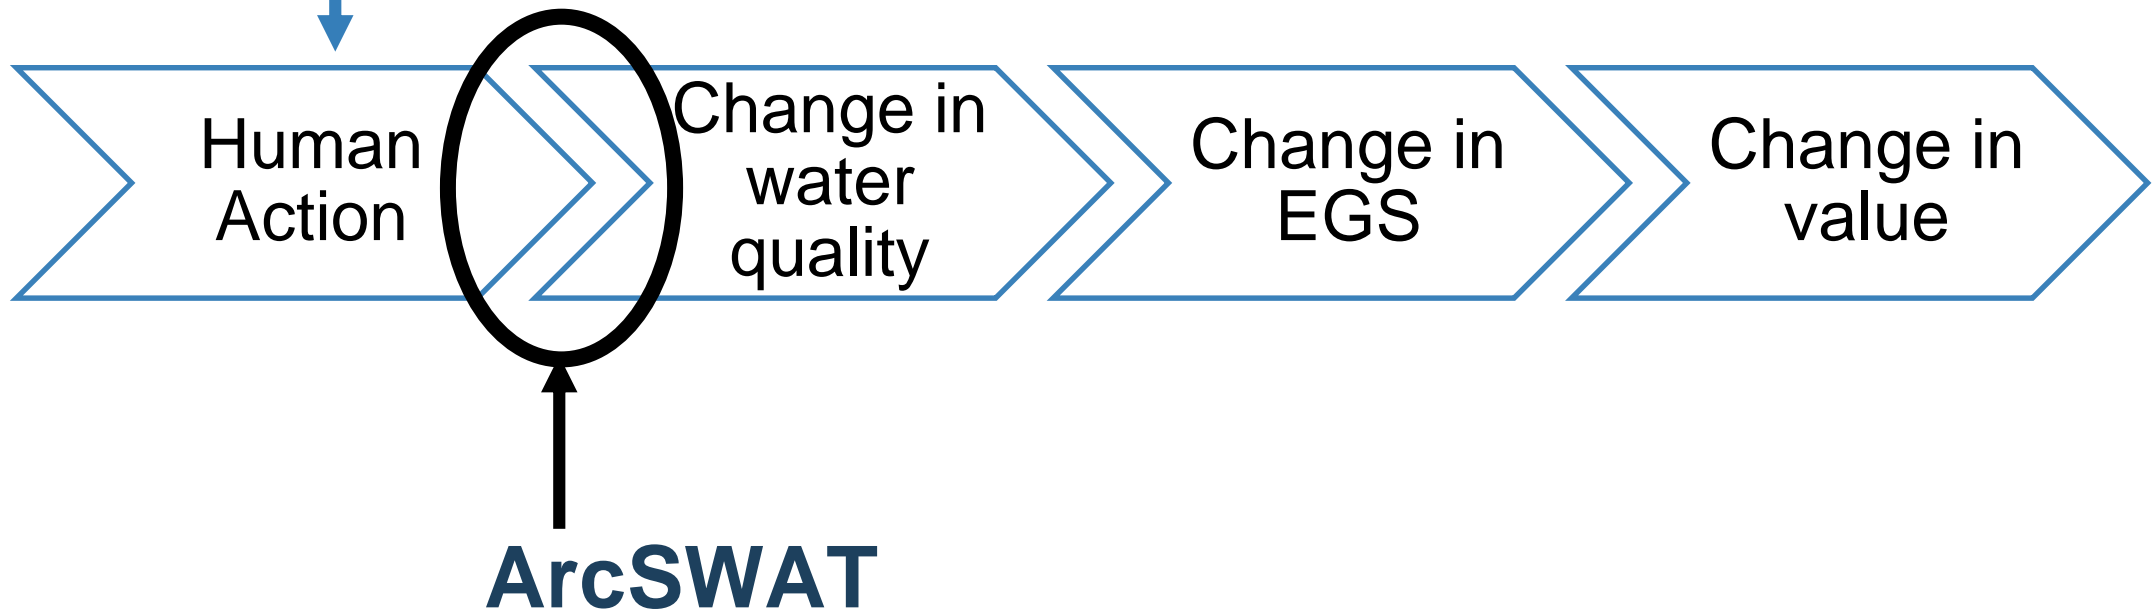 Human
Action
Change in
water
quality
Change in
EGS
Change in
value
ArcSWAT